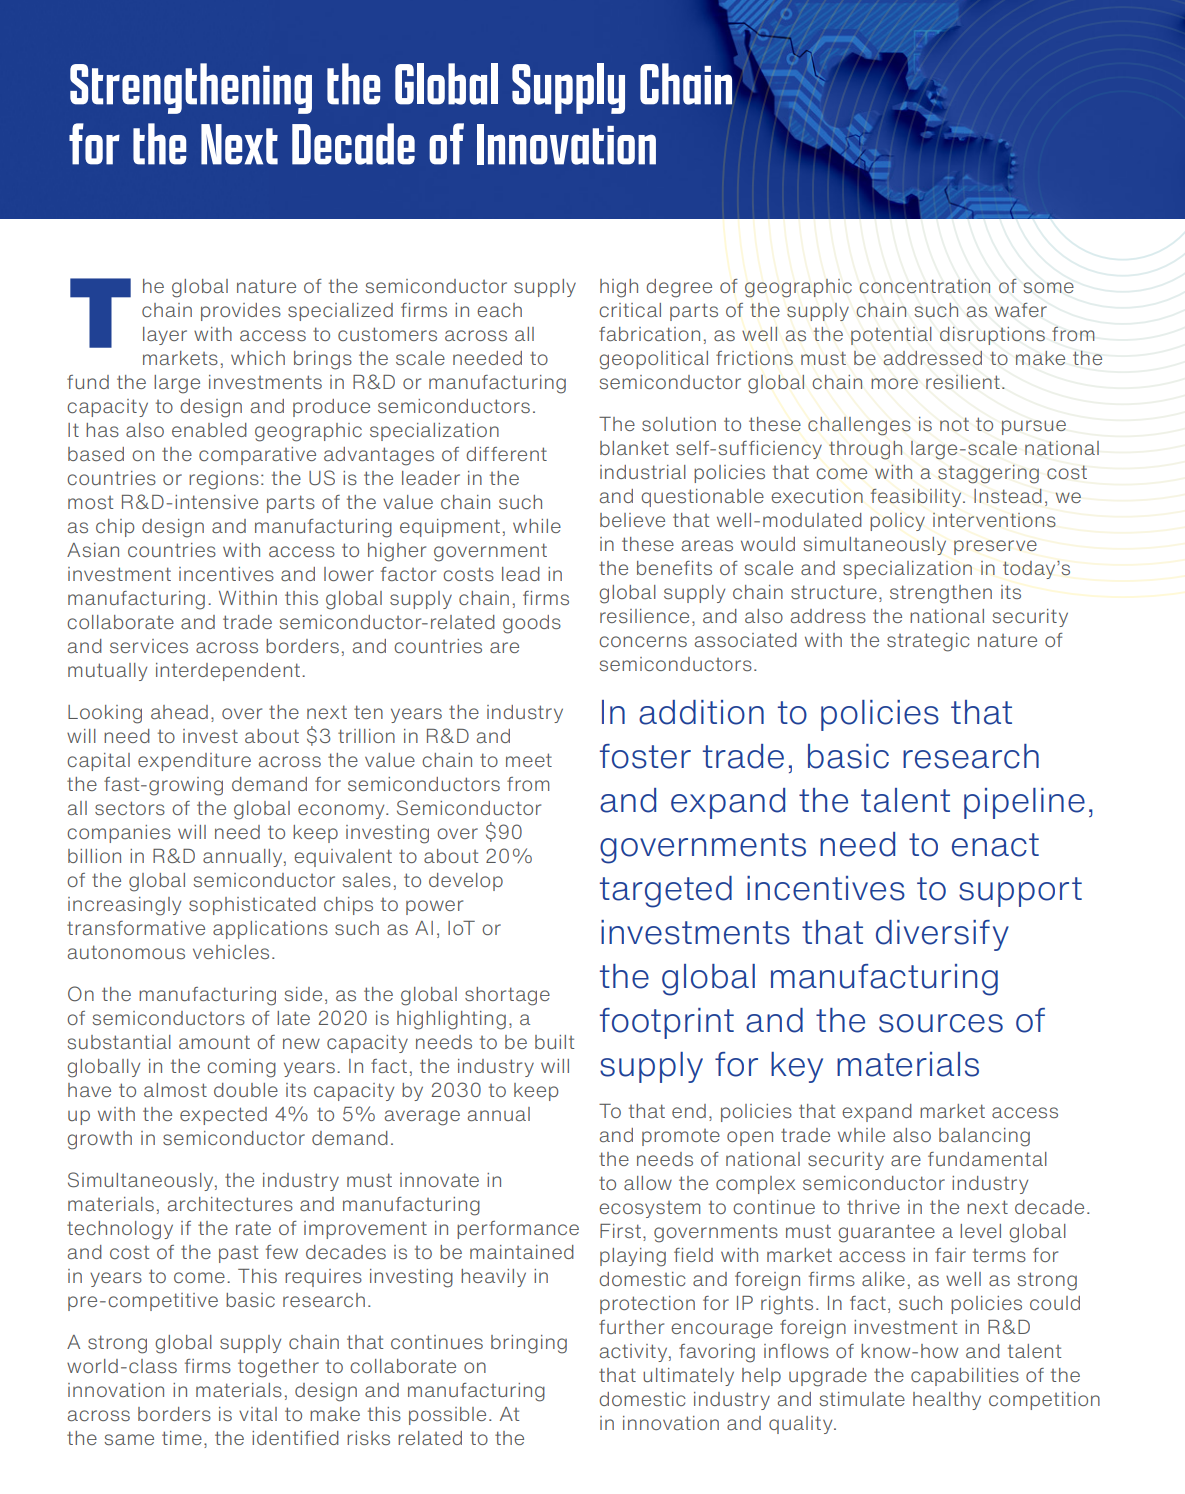 Strengthening the Global Supply Chain
for the Next Decade of Innovation
The global nature of the semiconductor supply
chain provides specialized firms in each
layer with access to customers across all
markets, which brings the scale needed to
fund the large investments in R&D or manufacturing
capacity to design and produce semiconductors.
It has also enabled geographic specialization
based on the comparative advantages of different
countries or regions: the US is the leader in the
most R&D-intensive parts of the value chain such
as chip design and manufacturing equipment, while
Asian countries with access to higher government
investment incentives and lower factor costs lead in
manufacturing. Within this global supply chain, firms
collaborate and trade semiconductor-related goods
and services across borders, and countries are
mutually interdependent.
Looking ahead, over the next ten years the industry
will need to invest about $3 trillion in R&D and
capital expenditure across the value chain to meet
the fast-growing demand for semiconductors from
all sectors of the global economy. Semiconductor
companies will need to keep investing over $90
billion in R&D annually, equivalent to about 20%
of the global semiconductor sales, to develop
increasingly sophisticated chips to power
transformative applications such as AI, IoT or
autonomous vehicles.
On the manufacturing side, as the global shortage
of semiconductors of late 2020 is highlighting, a
substantial amount of new capacity needs to be built
globally in the coming years. In fact, the industry will
have to almost double its capacity by 2030 to keep
up with the expected 4% to 5% average annual
growth in semiconductor demand.
Simultaneously, the industry must innovate in
materials, architectures and manufacturing
technology if the rate of improvement in performance
and cost of the past few decades is to be maintained
in years to come. This requires investing heavily in
pre-competitive basic research.
A strong global supply chain that continues bringing
world-class firms together to collaborate on
innovation in materials, design and manufacturing
across borders is vital to make this possible. At
the same time, the identified risks related to the
high degree of geographic concentration of some
critical parts of the supply chain such as wafer
fabrication, as well as the potential disruptions from
geopolitical frictions must be addressed to make the
semiconductor global chain more resilient.
The solution to these challenges is not to pursue
blanket self-sufficiency through large-scale national
industrial policies that come with a staggering cost
and questionable execution feasibility. Instead, we
believe that well-modulated policy interventions
in these areas would simultaneously preserve
the benefits of scale and specialization in today's
global supply chain structure, strengthen its
resilience, and also address the national security
concerns associated with the strategic nature of
semiconductors.
In addition to policies that
foster trade, basic research
and expand the talent pipeline,
governments need to enact
targeted incentives to support
investments that diversify
the global manufacturing
footprint and the sources of
supply for key materials
To that end, policies that expand market access
and promote open trade while also balancing
the needs of national security are fundamental
to allow the complex semiconductor industry
ecosystem to continue to thrive in the next decade.
First, governments must guarantee a level global
playing field with market access in fair terms for
domestic and foreign firms alike, as well as strong
protection for IP rights. In fact, such policies could
further encourage foreign investment in R&D
activity, favoring inflows of know-how and talent
that ultimately help upgrade the capabilities of the
domestic industry and stimulate healthy competition
in innovation and quality.